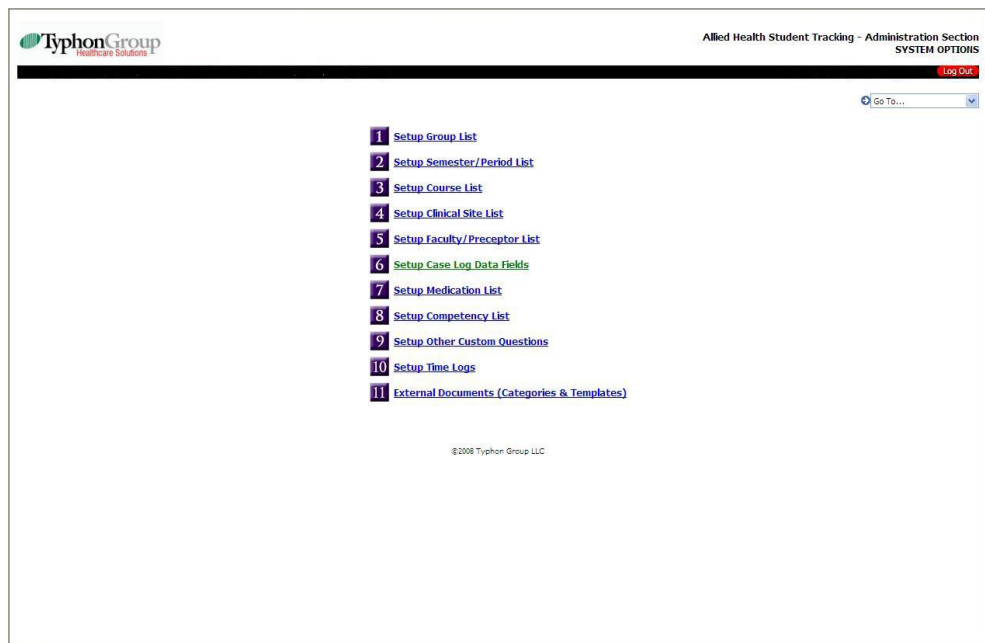 TyphonGroup
Healthcare Solutions
Allied Health Student Tracking - Administration Section
SYSTEM OPTIONS
Log Out
Go To...
1 Setup Group List
2 Setup Semester/Period List
3 Setup Course List
4 Setup Clinical Site List
5 Setup Faculty/Preceptor List
6 Setup Case Log Data Fields
7 Setup Medication List
8 Setup Competency List
9 Setup Other Custom Questions
10 Setup Time Logs
11 External Documents (Categories & Templates)
©2008 Typhon Group LLC